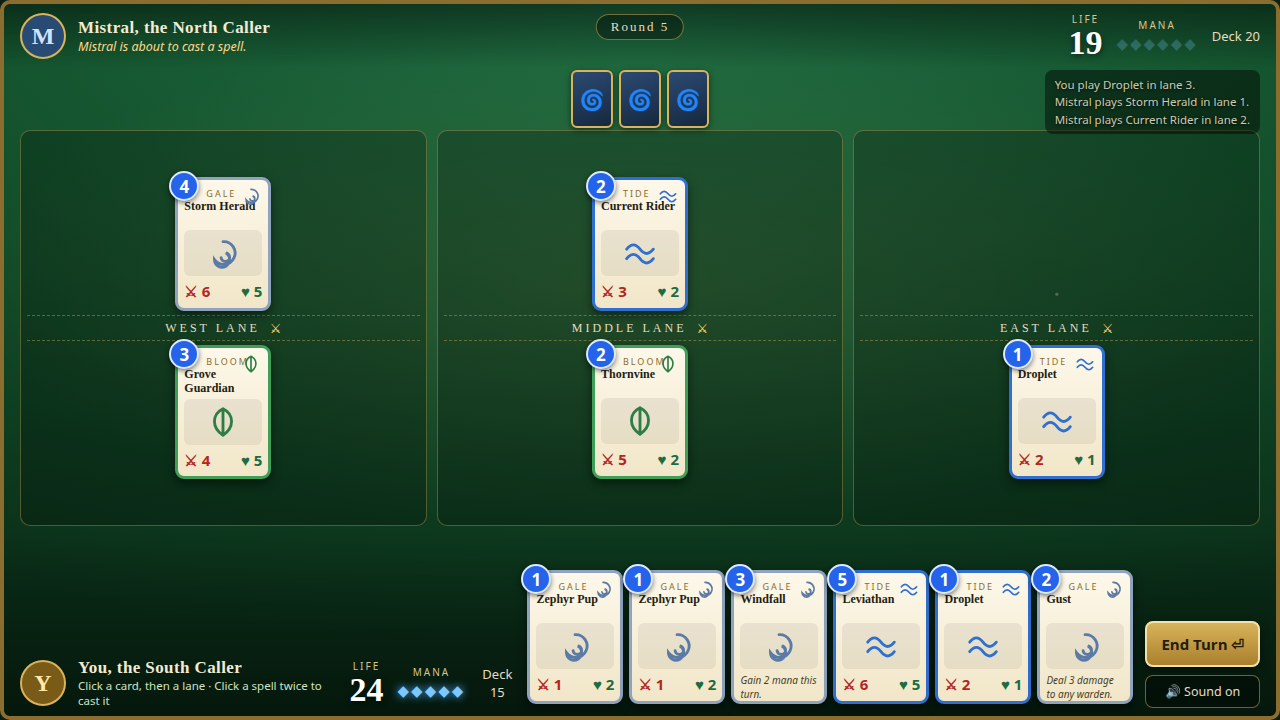 M
Mistral, the North Caller
Mistral is about to cast a spell.
Round 5
LIFE
19
MANA
Deck 20
You play Droplet in lane 3.
Mistral plays Storm Herald in lane 1.
Mistral plays Current Rider in lane 2.
4
GALE
Storm Herald
6
5
2
TIDE
Current Rider
3
2
WEST LANE
MIDDLE LANE
EAST LANE
3
BLOOM
Grove
Guardian
4
5
2
BLOOM
Thornvine
5
2
1
TIDE
Droplet
2
1
Y
You, the South Caller
Click a card, then a lane · Click a spell twice to
cast it
LIFE
24
MANA
Deck
15
1
GALE
Zephyr Pup
1
2
1
GALE
Zephyr Pup
1
2
3
GALE
Windfall
Gain 2 mana this
turn.
5
TIDE
Leviathan
6
5
1
TIDE
Droplet
2
1
2
GALE
Gust
Deal 3 damage
to any warden.
End Turn ⏎
Sound on